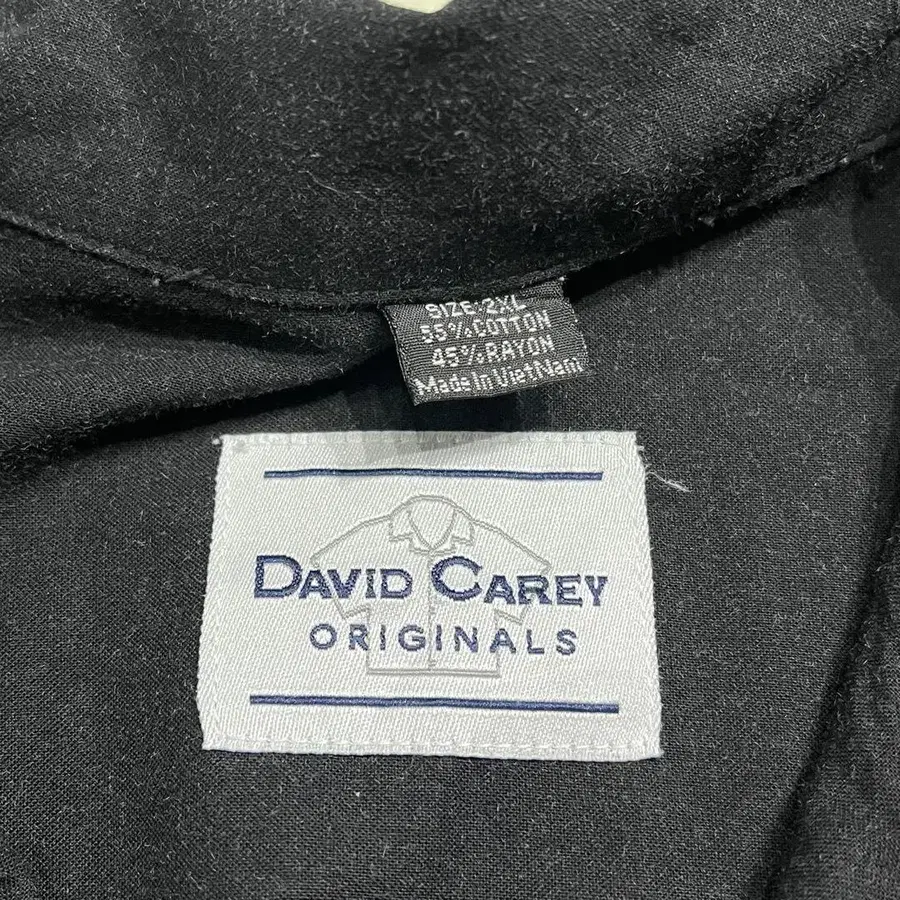 SIZE:2XL
55%COTTON
45%RAYON
Made In VietNam
DAVID CAREY
ORIGINALS